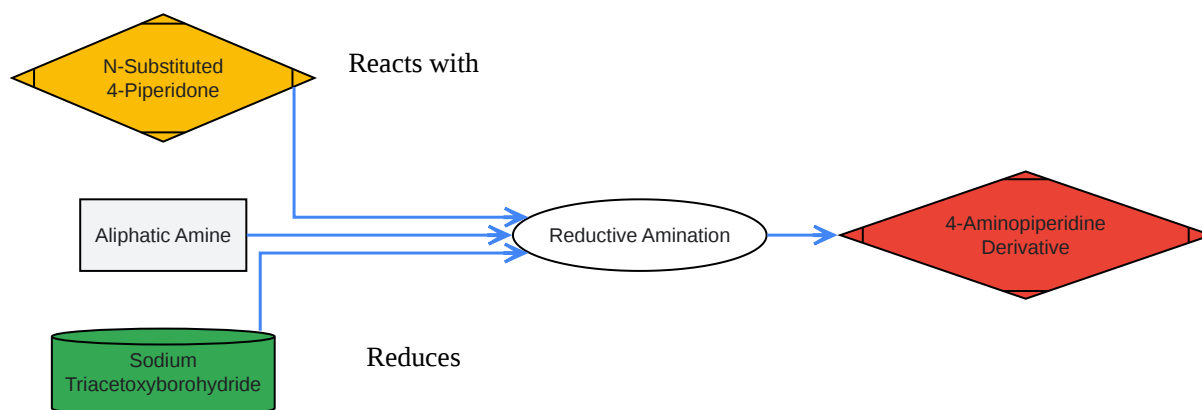 N-Substituted
4-Piperidone
Reacts with
Aliphatic Amine
Reductive Amination
4-Aminopiperidine
Derivative
Sodium
Triacetoxyborohydride
Reduces